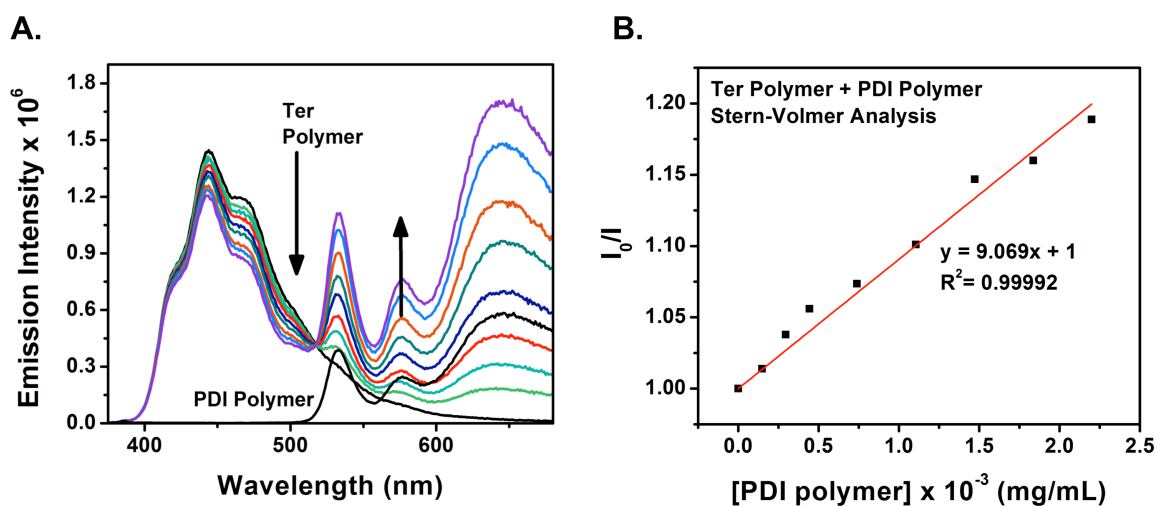 A.
Emission Intensity x 10⁶
1.8
1.5
1.2
0.9
0.6
0.3
0.0
Ter
Polymer
PDI Polymer
400
500
600
Wavelength (nm)
B.
I₀/I
1.20
1.15
1.10
1.05
1.00
Ter Polymer + PDI Polymer
Stern-Volmer Analysis
y = 9.069x + 1
R²= 0.99992
0.0
0.5
1.0
1.5
2.0
2.5
[PDI polymer] x 10⁻³ (mg/mL)